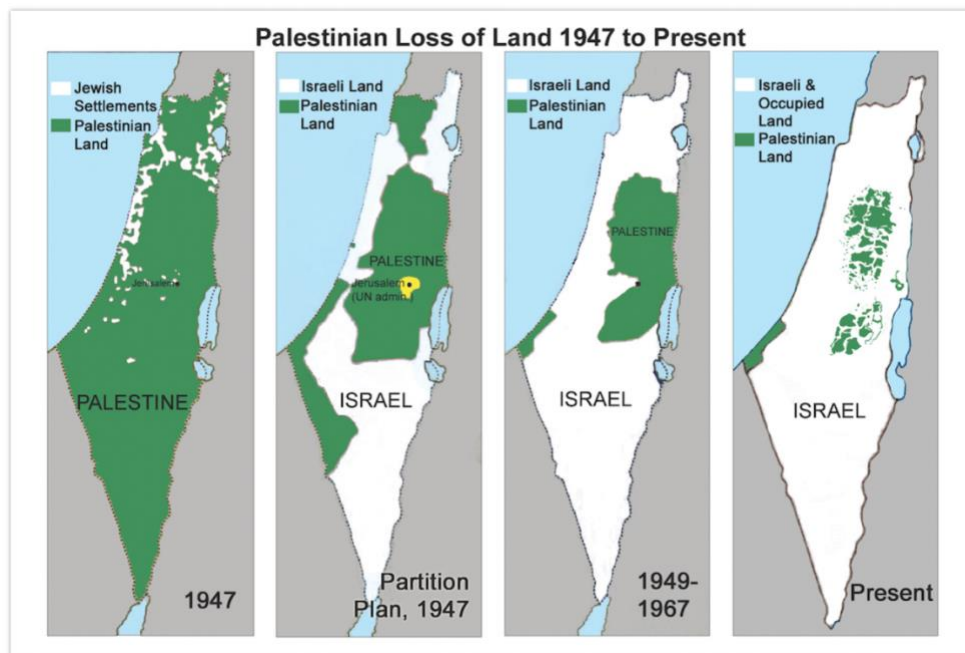 Palestinian Loss of Land 1947 to Present
Jewish
Settlements
Palestinian
Land
Jerusalem
PALESTINE
1947
Israeli Land
Palestinian
Land
PALESTINE
Jerusalem
(UN admin.)
ISRAEL
Partition
Plan, 1947
Israeli Land
Palestinian
Land
PALESTINE
ISRAEL
1949-
1967
Israeli &
Occupied
Land
Palestinian
Land
ISRAEL
Present